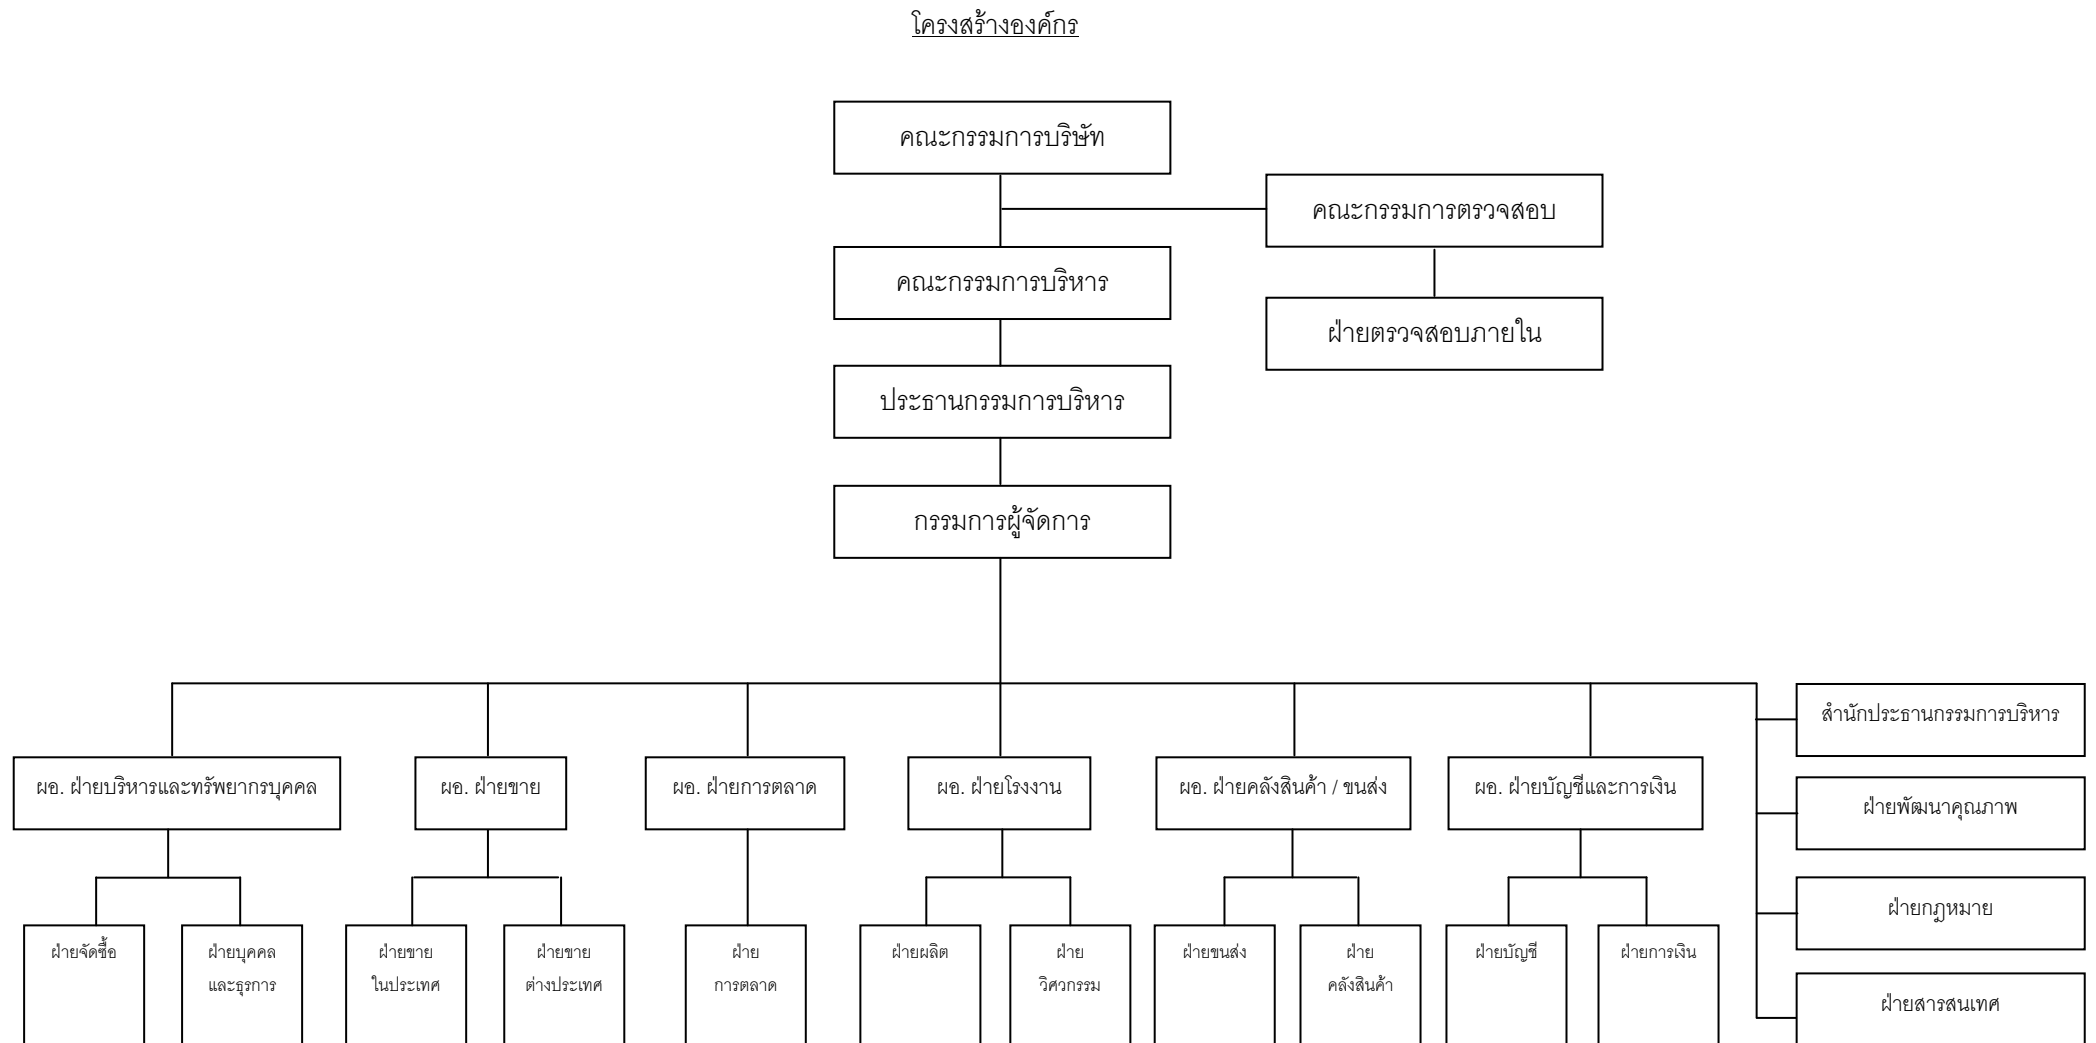 โครงสร้างองค์กร
คณะกรรมการบริษัท
คณะกรรมการตรวจสอบ
คณะกรรมการบริหาร
ฝ่ายตรวจสอบภายใน
ประธานกรรมการบริหาร
กรรมการผู้จัดการ
สำนักประธานกรรมการบริหาร
ผอ. ฝ่ายบริหารและทรัพยากรบุคคล
ผอ. ฝ่ายขาย
ผอ. ฝ่ายการตลาด
ผอ. ฝ่ายโรงงาน
ผอ. ฝ่ายคลังสินค้า / ขนส่ง
ผอ. ฝ่ายบัญชีและการเงิน
ฝ่ายพัฒนาคุณภาพ
ฝ่ายกฎหมาย
ฝ่ายจัดซื้อ
ฝ่ายบุคคล
และธุรการ
ฝ่ายขาย
ในประเทศ
ฝ่ายขาย
ต่างประเทศ
ฝ่าย
การตลาด
ฝ่ายผลิต
ฝ่าย
วิศวกรรม
ฝ่ายขนส่ง
ฝ่าย
คลังสินค้า
ฝ่ายบัญชี
ฝ่ายการเงิน
ฝ่ายสารสนเทศ